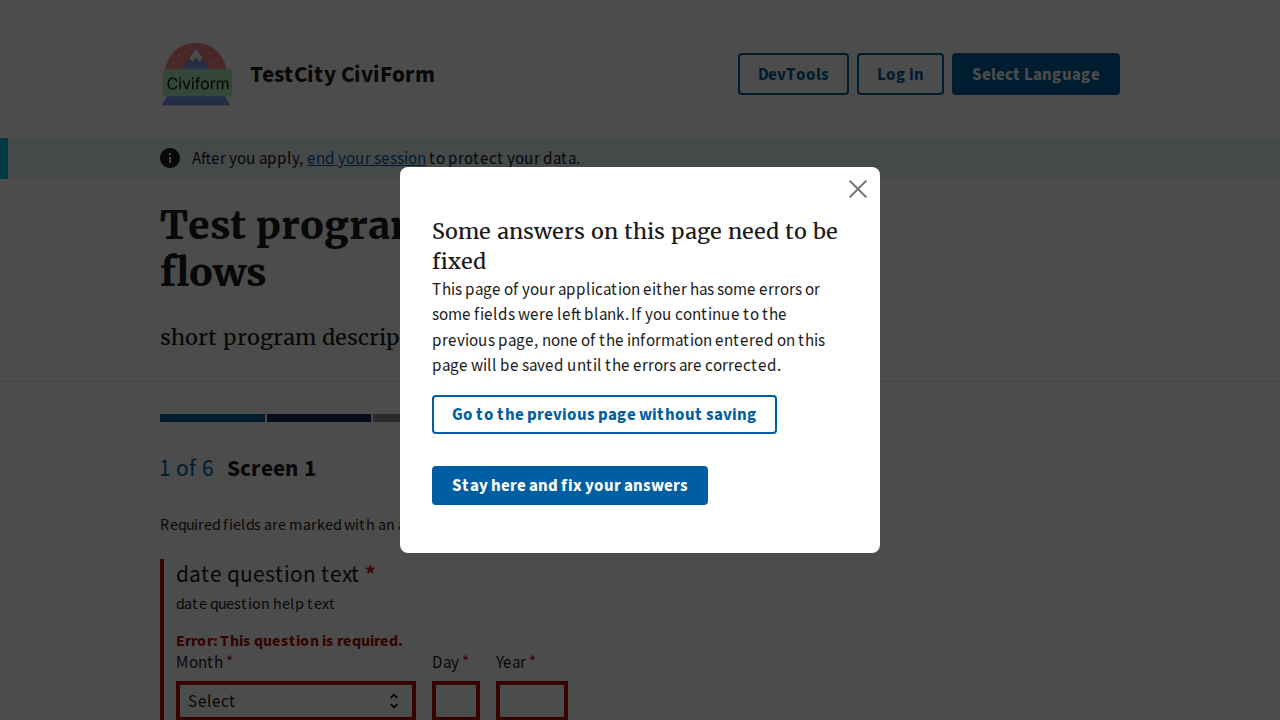 Civiform
TestCity CiviForm
DevTools
Log in
Select Language
After you apply, end your session to protect your data.
Test program
flows
short program descrip
1 of 6 Screen 1
Required fields are marked with an
date question text *
date question help text
Error: This question is required.
Month * Day * Year *
Select
Some answers on this page need to be
fixed
This page of your application either has some errors or
some fields were left blank. If you continue to the
previous page, none of the information entered on this
page will be saved until the errors are corrected.
Go to the previous page without saving
Stay here and fix your answers